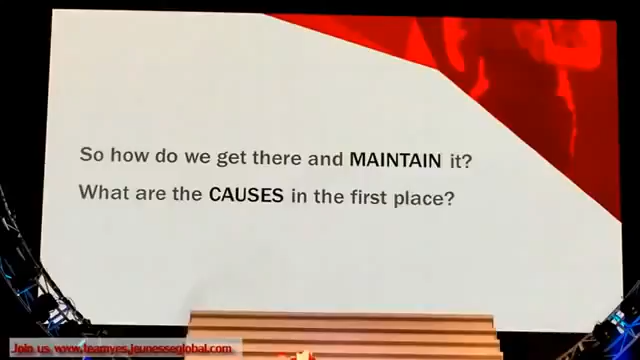 So how do we get there and MAINTAIN it?
What are the CAUSES in the first place?
Join us www.teamyes.jeunesseglobal.com